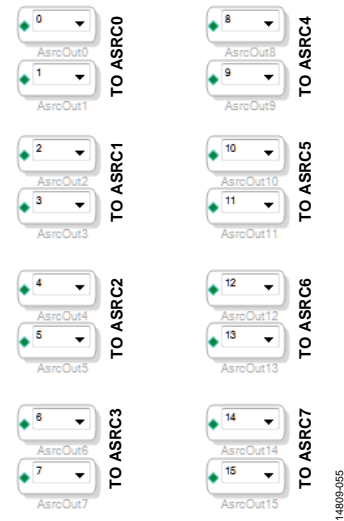 0
AsrcOut0
1
AsrcOut1
TO ASRC0
2
AsrcOut2
3
AsrcOut3
TO ASRC1
4
AsrcOut4
5
AsrcOut5
TO ASRC2
6
AsrcOut6
7
AsrcOut7
TO ASRC3
8
AsrcOut8
9
AsrcOut9
TO ASRC4
10
AsrcOut10
11
AsrcOut11
TO ASRC5
12
AsrcOut12
13
AsrcOut13
TO ASRC6
14
AsrcOut14
15
AsrcOut15
TO ASRC7
14809-055